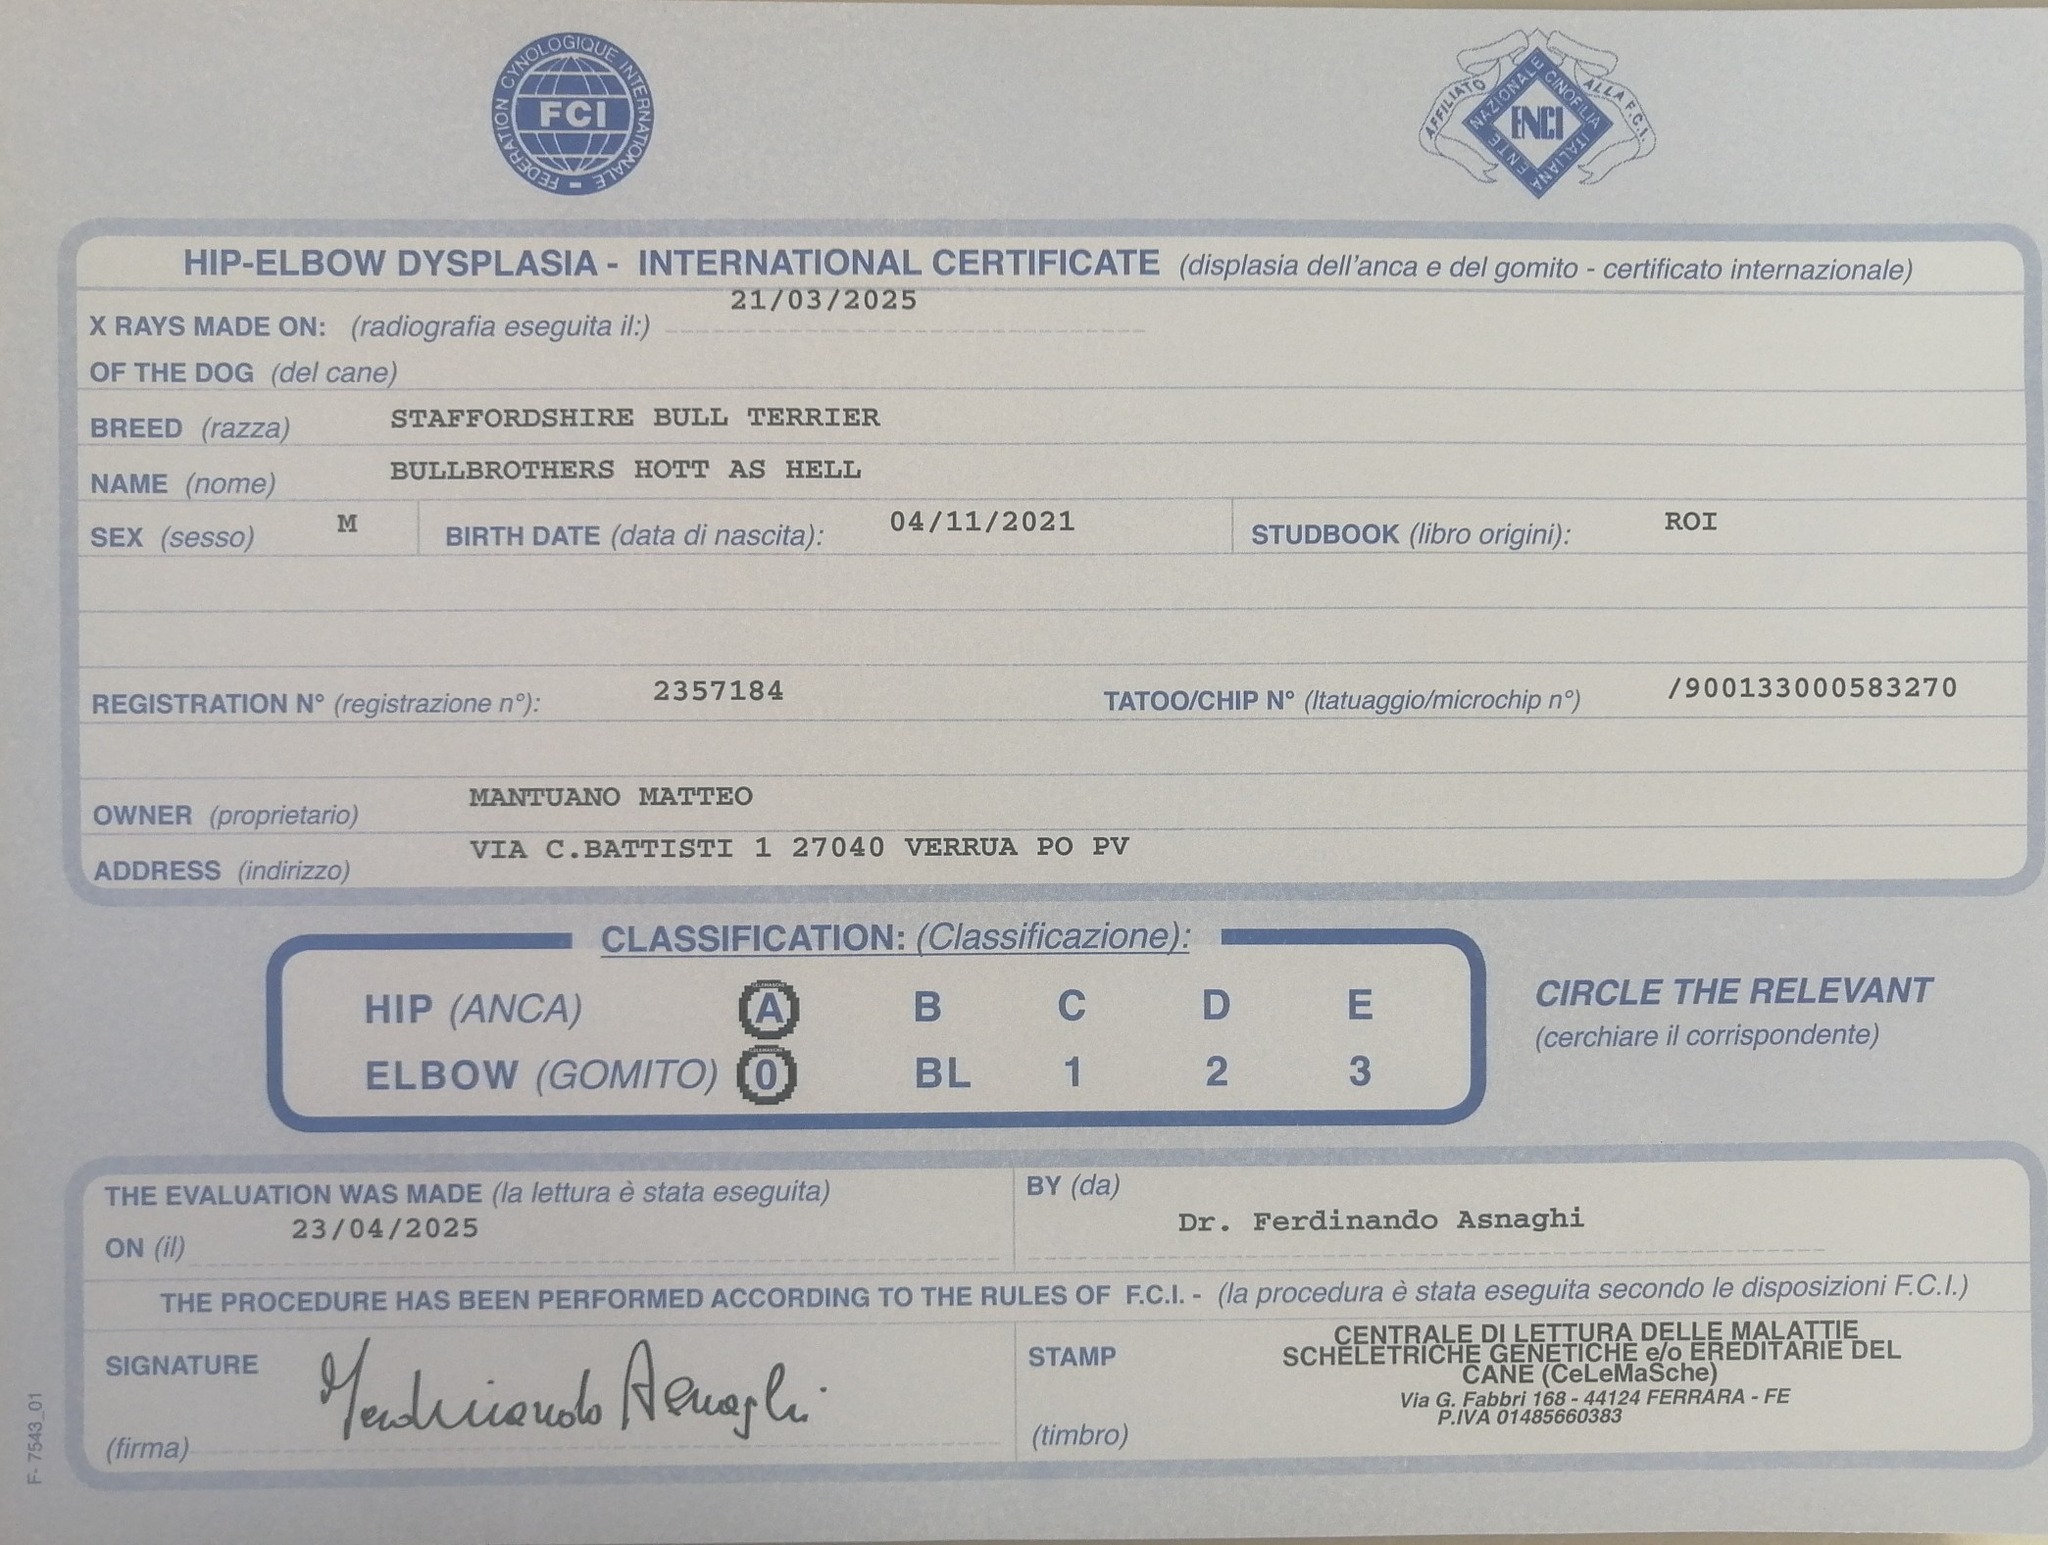 FEDERATION CYNOLOGIQUE INTERNATIONALE
FCI
AFFILIATO ALLA F.C.I.
ENTE NAZIONALE CINOFILIA ITALIANA
ENCI
HIP-ELBOW DYSPLASIA - INTERNATIONAL CERTIFICATE (displasia dell'anca e del gomito - certificato internazionale)
21/03/2025
X RAYS MADE ON: (radiografia eseguita il:)
OF THE DOG (del cane)
BREED (razza) STAFFORDSHIRE BULL TERRIER
NAME (nome) BULLBROTHERS HOTT AS HELL
SEX (sesso) M BIRTH DATE (data di nascita): 04/11/2021 STUDBOOK (libro origini): ROI
REGISTRATION N° (registrazione n°): 2357184 TATOO/CHIP N° (ltatuaggio/microchip n°) /900133000583270
OWNER (proprietario) MANTUANO MATTEO
ADDRESS (indirizzo) VIA C.BATTISTI 1 27040 VERRUA PO PV
CLASSIFICATION: (Classificazione):
HIP (ANCA) A B C D E
ELBOW (GOMITO) 0 BL 1 2 3
CIRCLE THE RELEVANT
(cerchiare il corrispondente)
THE EVALUATION WAS MADE (la lettura è stata eseguita)
ON (il) 23/04/2025
BY (da)
Dr. Ferdinando Asnaghi
THE PROCEDURE HAS BEEN PERFORMED ACCORDING TO THE RULES OF F.C.I. - (la procedura è stata eseguita secondo le disposizioni F.C.I.)
SIGNATURE Ferdinando Asnaghi
(firma)
STAMP
(timbro)
CENTRALE DI LETTURA DELLE MALATTIE
SCHELETRICHE GENETICHE e/o EREDITARIE DEL
CANE (CeLeMaSche)
Via G. Fabbri 168 - 44124 FERRARA - FE
P.IVA 01485660383
F- 7543_01